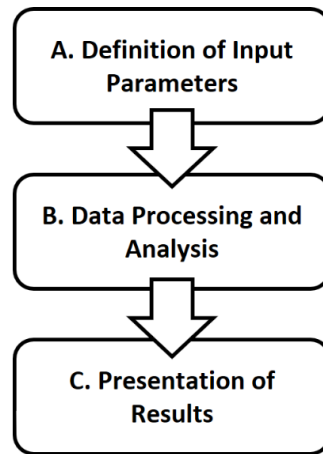 A. Definition of Input
Parameters
B. Data Processing and
Analysis
C. Presentation of
Results